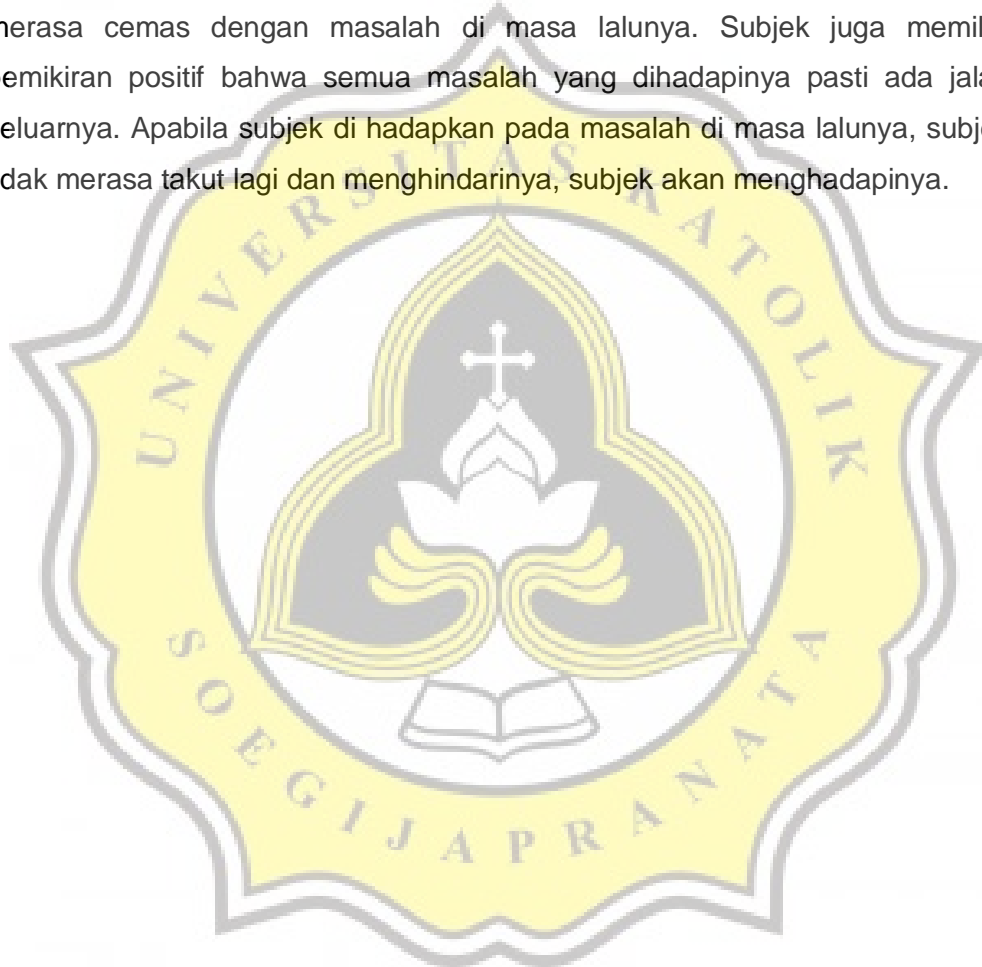 merasa cemas dengan masalah di masa lalunya. Subjek juga memil
pemikiran positif bahwa semua masalah yang dihadapinya pasti ada jala
eluarnya. Apabila subjek di hadapkan pada masalah di masa lalunya, subje
dak merasa takut lagi dan menghindarinya, subjek akan menghadapinya.
UNIVERSITAS KATOLIK
SOEGIJAPRANATA